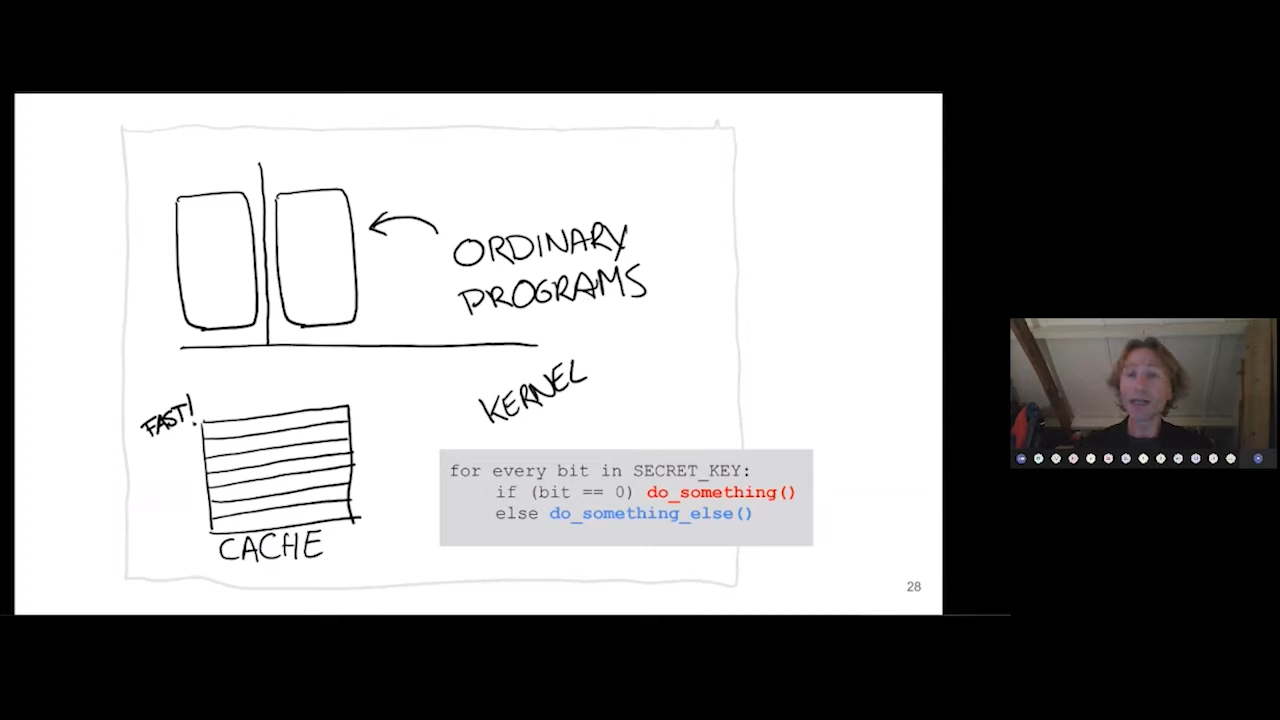 ORDINARY
PROGRAMS
KERNEL
FAST!
CACHE
for every bit in SECRET_KEY:
if (bit == 0) do_something()
else do_something_else()
28